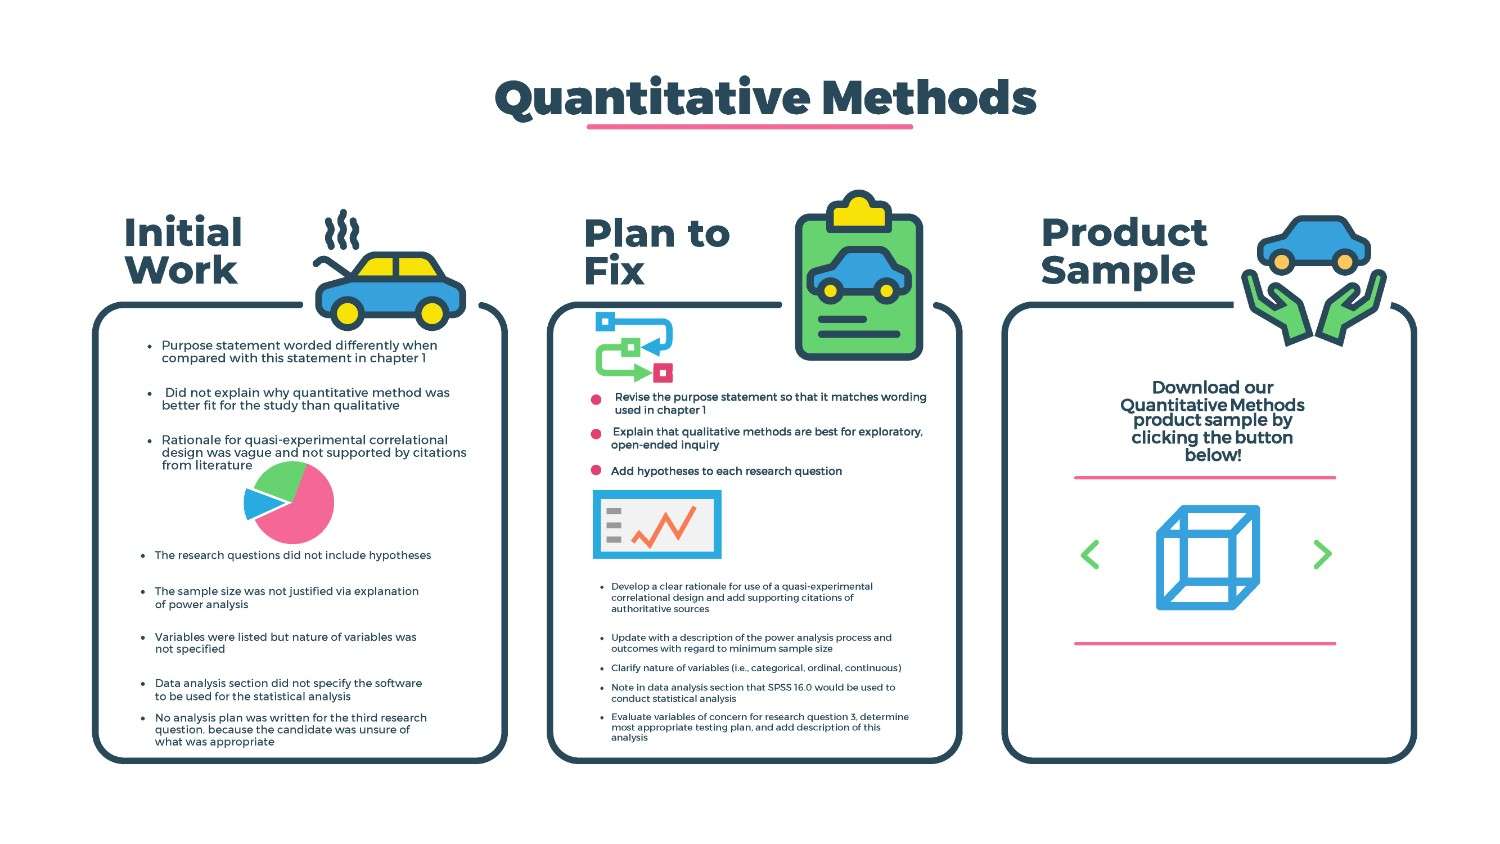 Quantitative Methods
Initial
Work
• Purpose statement worded differently when
compared with this statement in chapter 1
• Did not explain why quantitative method was
better fit for the study than qualitative
• Rationale for quasi-experimental correlational
design was vague and not supported by citations
from literature
• The research questions did not include hypotheses
• The sample size was not justified via explanation
of power analysis
• Variables were listed but nature of variables was
not specified
• Data analysis section did not specify the software
to be used for the statistical analysis
• No analysis plan was written for the third research
question. because the candidate was unsure of
what was appropriate
Plan to
Fix
Revise the purpose statement so that it matches wording
used in chapter 1
Explain that qualitative methods are best for exploratory,
open-ended inquiry
Add hypotheses to each research question
• Develop a clear rationale for use of a quasi-experimental
correlational design and add supporting citations of
authoritative sources
• Update with a description of the power analysis process and
outcomes with regard to minimum sample size
• Clarify nature of variables (i.e., categorical, ordinal, continuous)
• Note in data analysis section that SPSS 16.0 would be used to
conduct statistical analysis
• Evaluate variables of concern for research question 3, determine
most appropriate testing plan, and add description of this
analysis
Product
Sample
Download our
Quantitative Methods
product sample by
clicking the button
below!